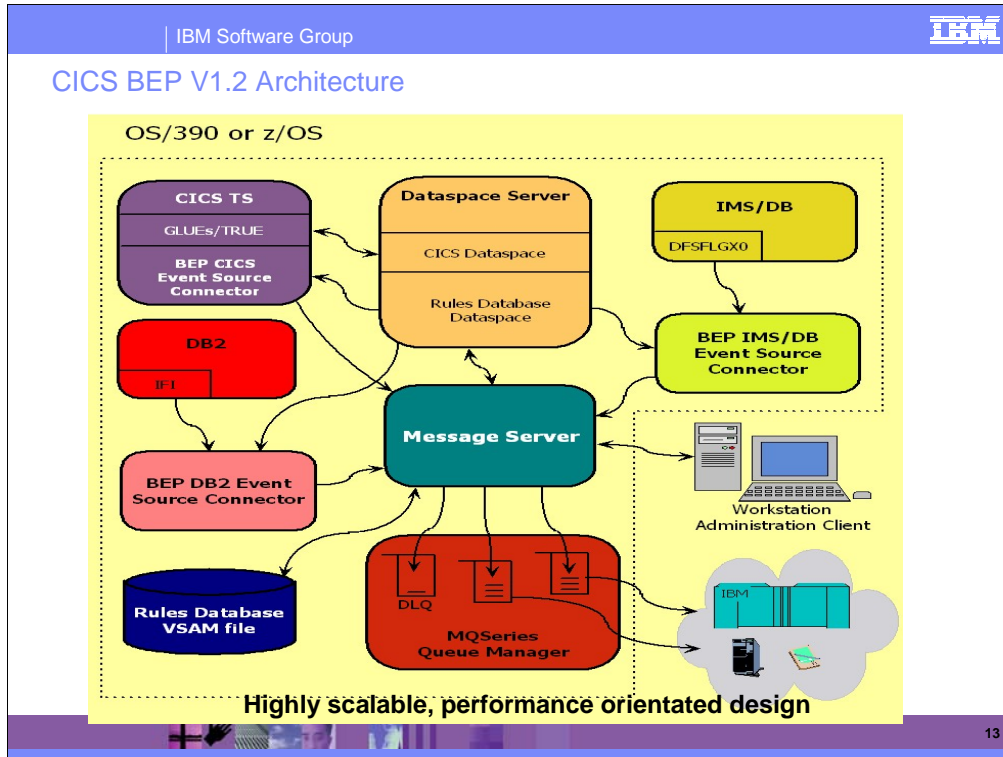 IBM Software Group
IBM
CICS BEP V1.2 Architecture
OS/390 or z/OS
CICS TS
GLUEs/TRUE
BEP CICS
Event Source
Connector
Dataspace Server
CICS Dataspace
Rules Database
Dataspace
IMS/DB
DFSFLGX0
DB2
IFI
BEP IMS/DB
Event Source
Connector
Message Server
BEP DB2 Event
Source Connector
Workstation
Administration Client
Rules Database
VSAM file
DLQ
MQSeries
Queue Manager
IBM
Highly scalable, performance orientated design
13